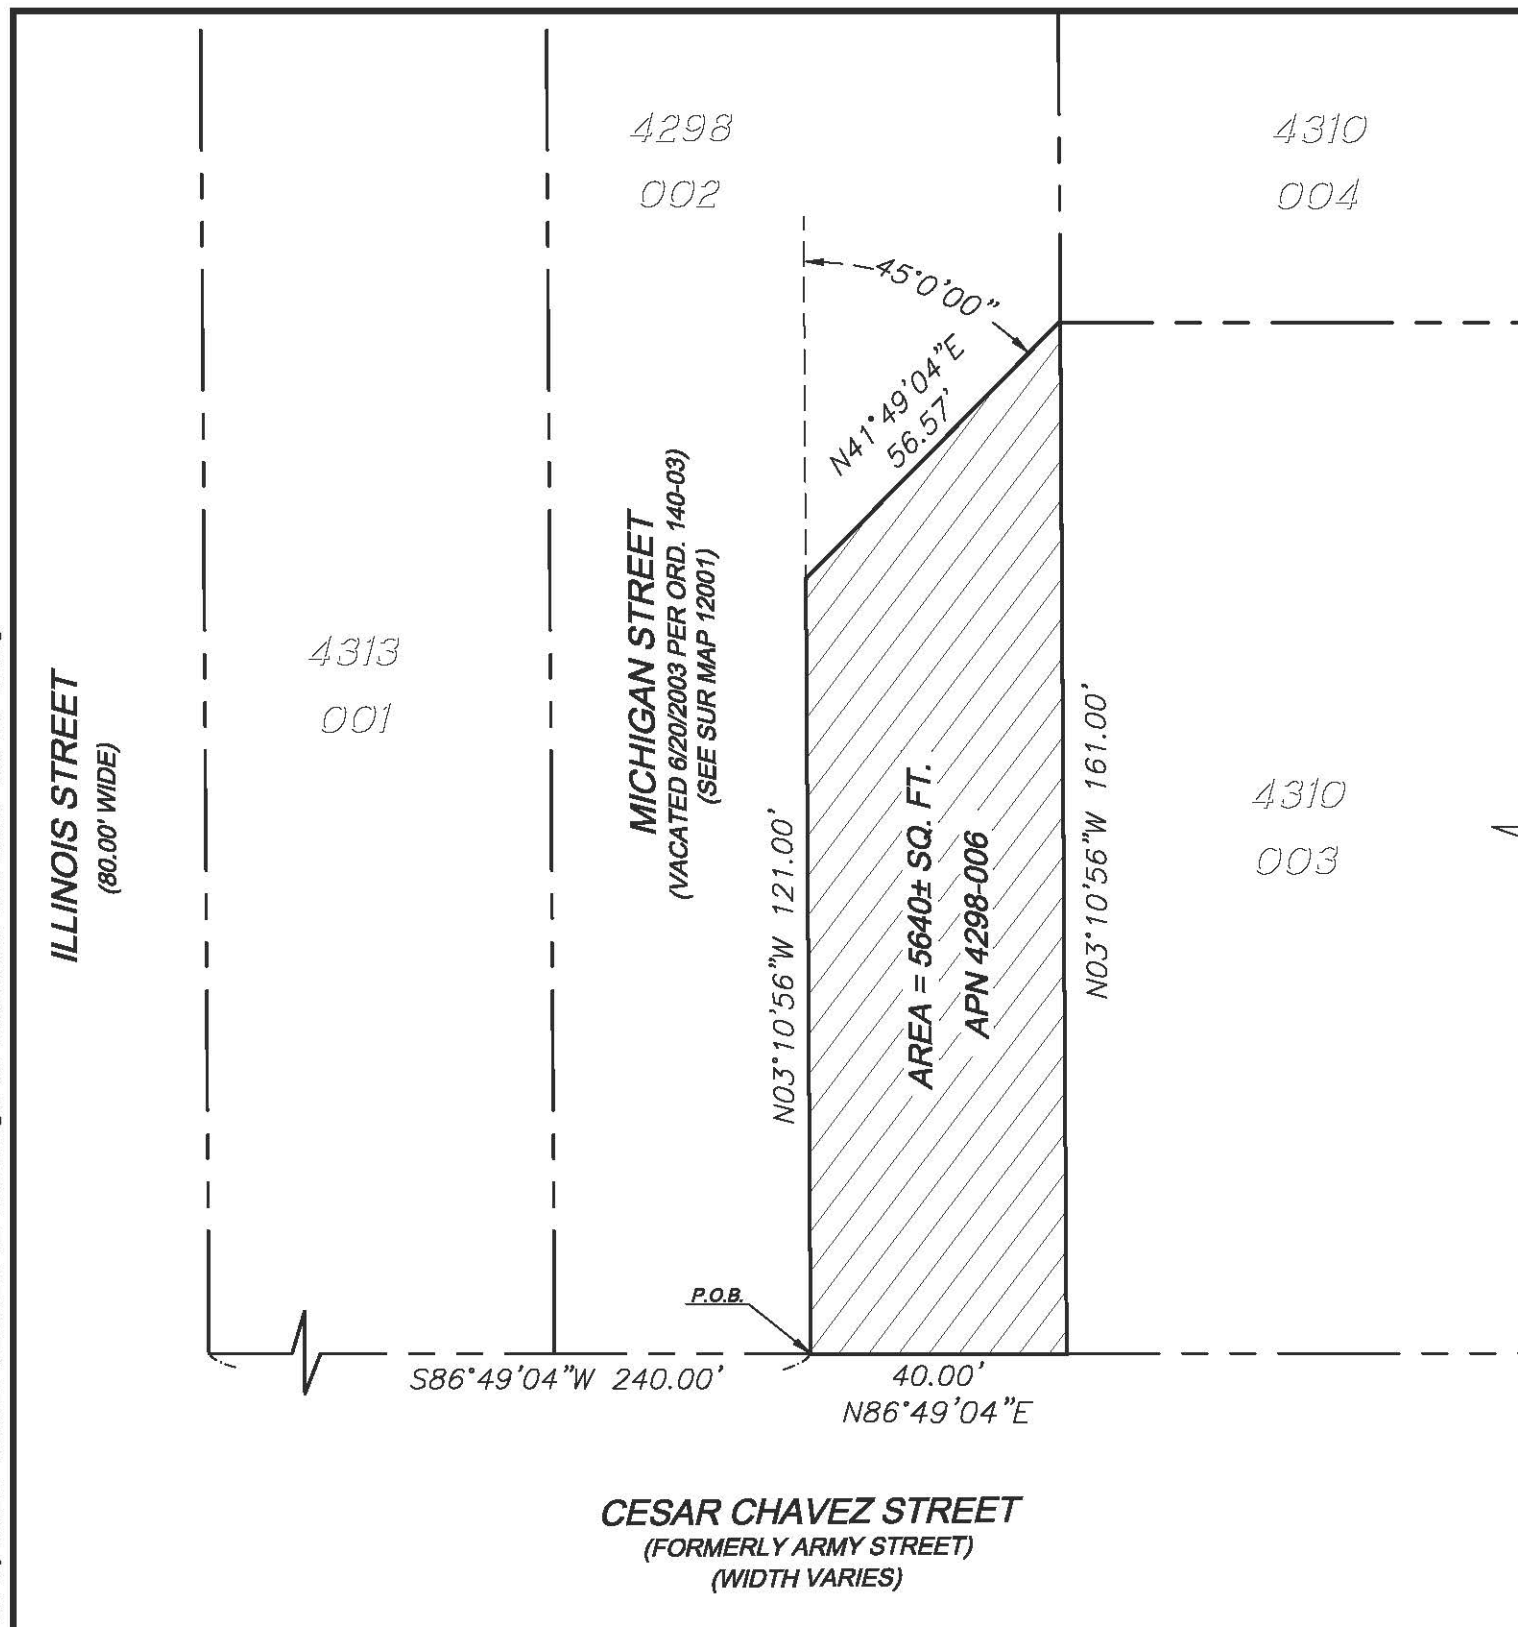 4298
002
4310
004
45°0'00"
N41°49'04"E
56.57'
MICHIGAN STREET
(VACATED 6/20/2003 PER ORD. 140-03)
(SEE SUR MAP 12001)
4313
001
ILLINOIS STREET
(80.00' WIDE)
N03°10'56"W 121.00'
AREA = 5640± SQ. FT.
APN 4298-006
N03°10'56"W 161.00'
4310
003
P.O.B.
S86°49'04"W 240.00'
40.00'
N86°49'04"E
CESAR CHAVEZ STREET
(FORMERLY ARMY STREET)
(WIDTH VARIES)